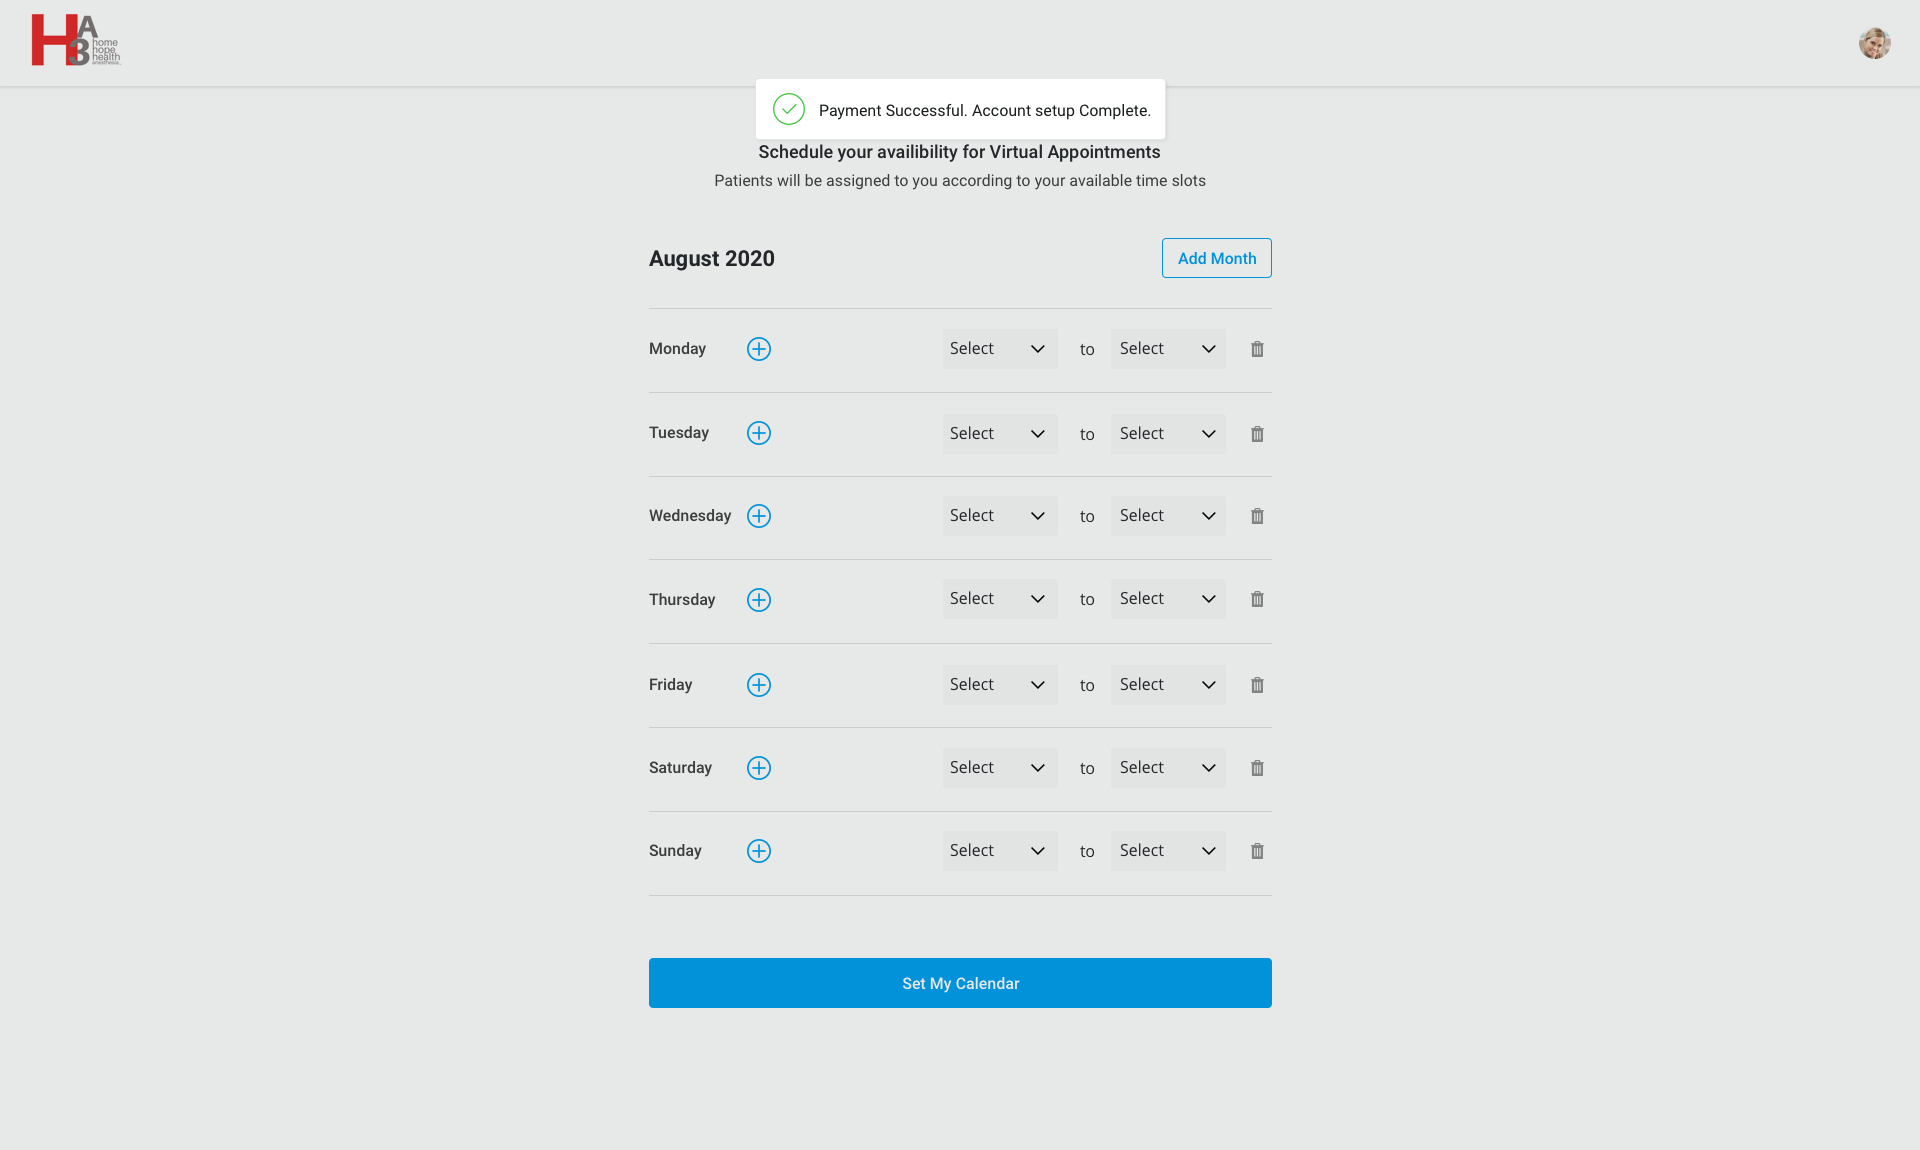 HA3
home
hope
health
anesthesia
Payment Successful. Account setup Complete.
Schedule your availibility for Virtual Appointments
Patients will be assigned to you according to your available time slots
August 2020
Add Month
Monday Select to Select
Tuesday Select to Select
Wednesday Select to Select
Thursday Select to Select
Friday Select to Select
Saturday Select to Select
Sunday Select to Select
Set My Calendar